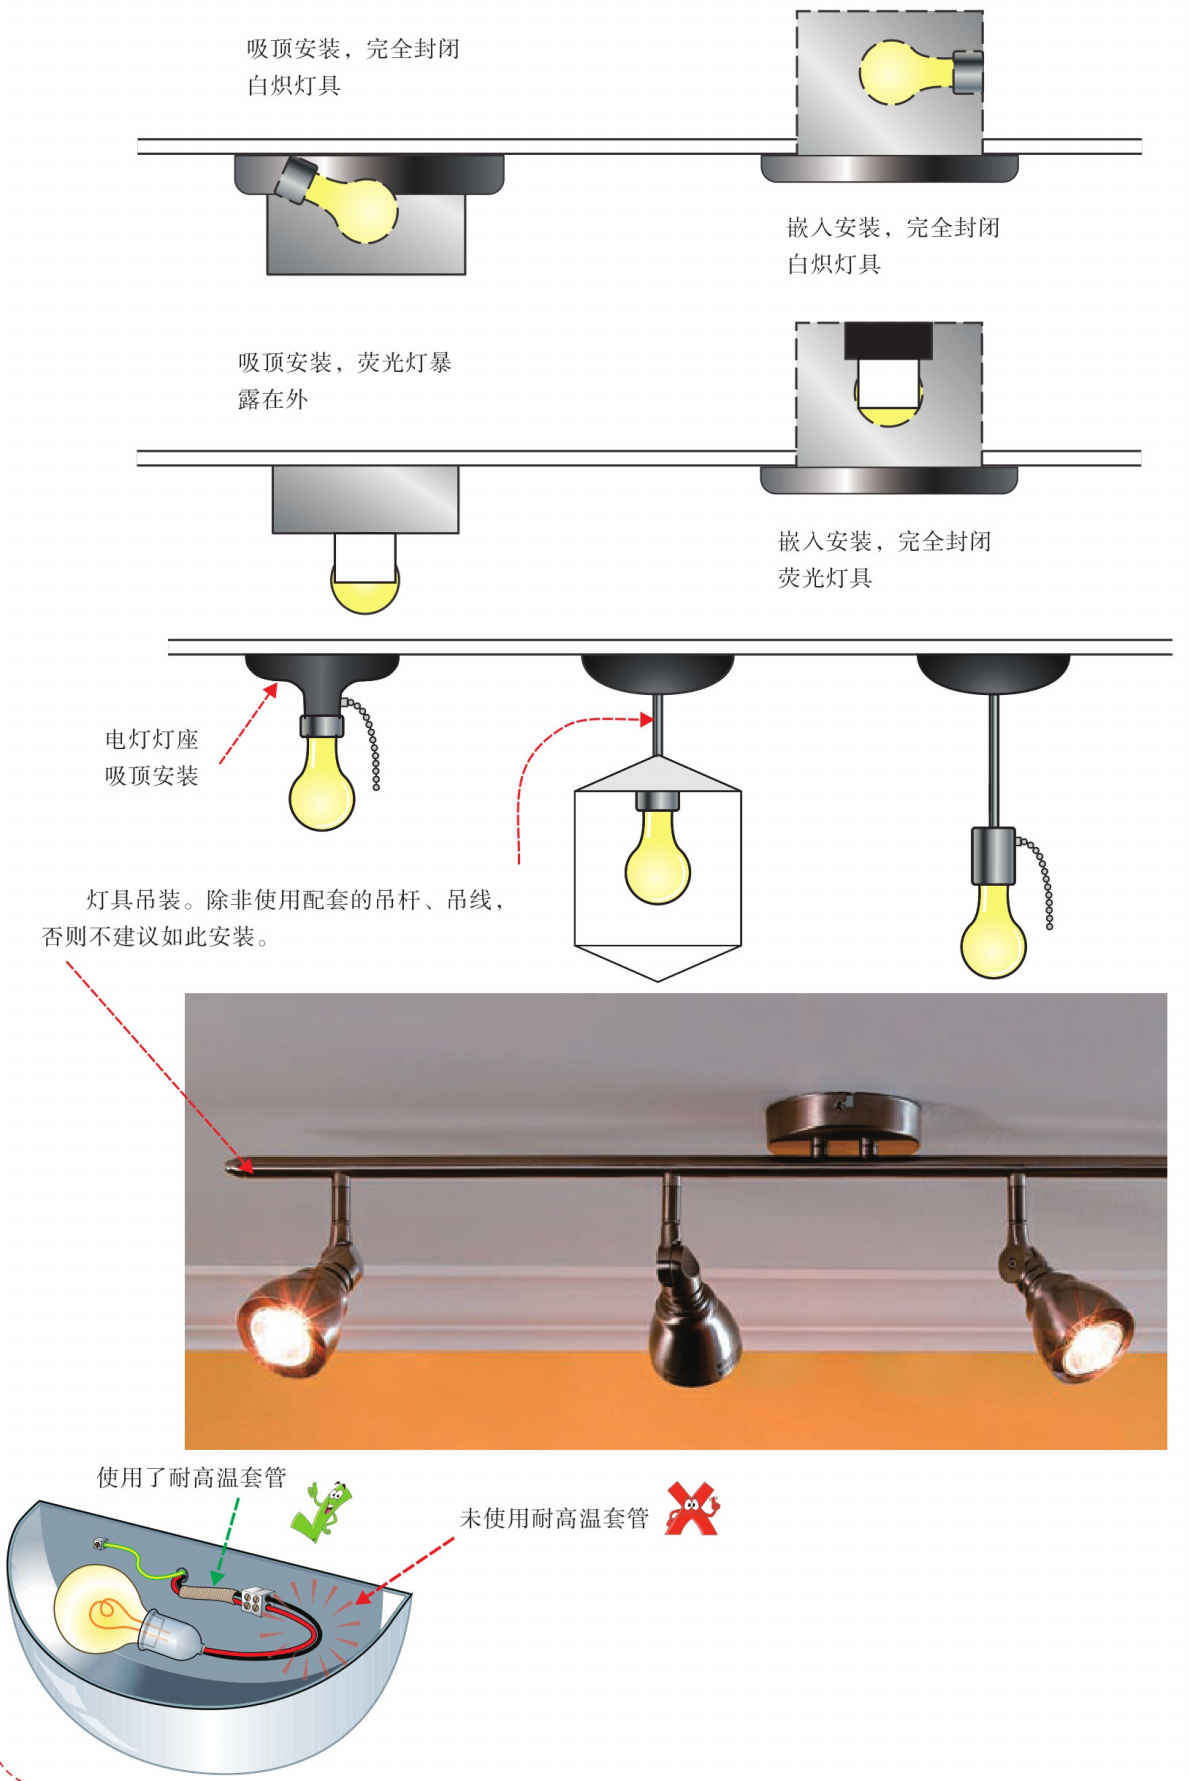 吸顶安装，完全封闭
白炽灯具
嵌入安装，完全封闭
白炽灯具
吸顶安装，荧光灯暴
露在外
嵌入安装，完全封闭
荧光灯具
电灯灯座
吸顶安装
灯具吊装。除非使用配套的吊杆、吊线，
否则不建议如此安装。
使用了耐高温套管
未使用耐高温套管